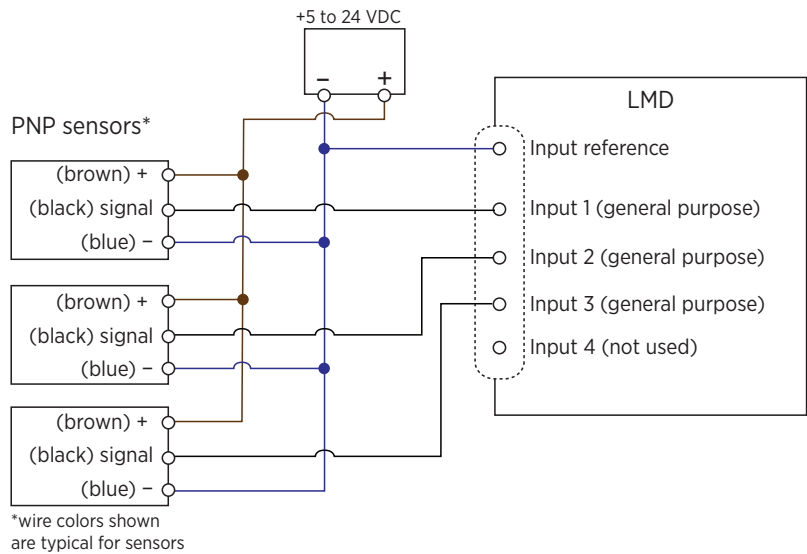 +5 to 24 VDC
– +
LMD
PNP sensors*
Input reference
(brown) +
(black) signal
(blue) –
Input 1 (general purpose)
Input 2 (general purpose)
(brown) +
(black) signal
(blue) –
Input 3 (general purpose)
Input 4 (not used)
(brown) +
(black) signal
(blue) –
*wire colors shown
are typical for sensors